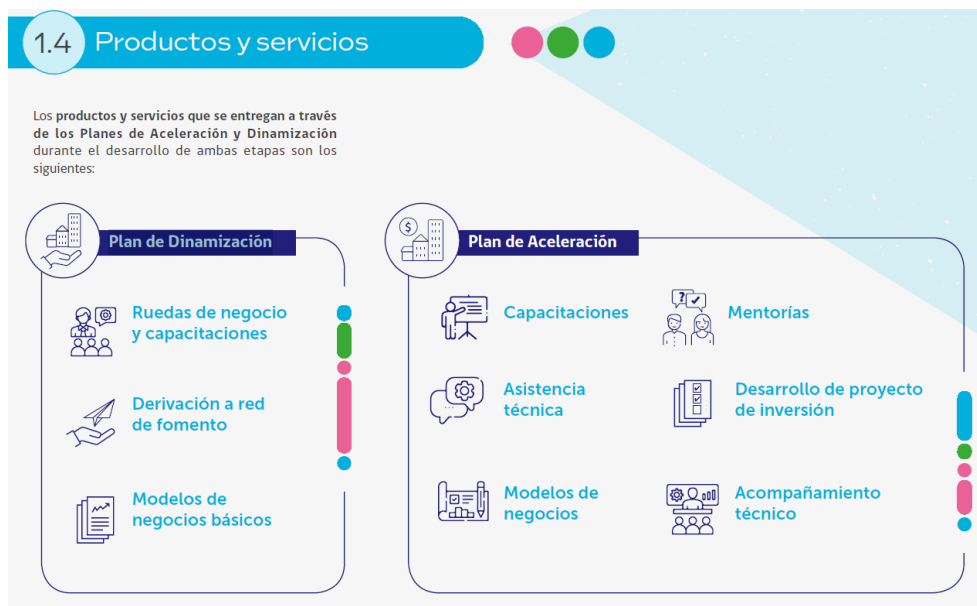 1.4 Productos y servicios
Los productos y servicios que se entregan a través
de los Planes de Aceleración y Dinamización
durante el desarrollo de ambas etapas son los
siguientes:
Plan de Dinamización
Ruedas de negocio
y capacitaciones
Derivación a red
de fomento
Modelos de
negocios básicos
$
Plan de Aceleración
Capacitaciones
?
Mentorías
Asistencia
técnica
Desarrollo de proyecto
de inversión
Modelos de
negocios
Acompañamiento
técnico